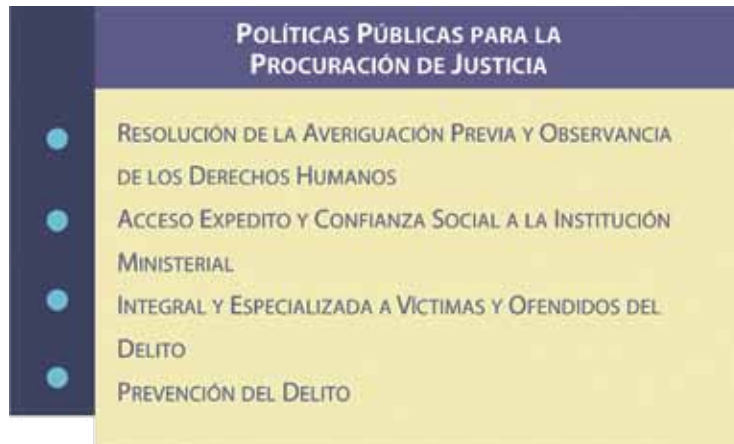 POLÍTICAS PÚBLICAS PARA LA
PROCURACIÓN DE JUSTICIA
RESOLUCIÓN DE LA AVERIGUACIÓN PREVIA Y OBSERVANCIA
DE LOS DERECHOS HUMANOS
ACCESO EXPEDITO Y CONFIANZA SOCIAL A LA INSTITUCIÓN
MINISTERIAL
INTEGRAL Y ESPECIALIZADA A VÍCTIMAS Y OFENDIDOS DEL
DELITO
PREVENCIÓN DEL DELITO